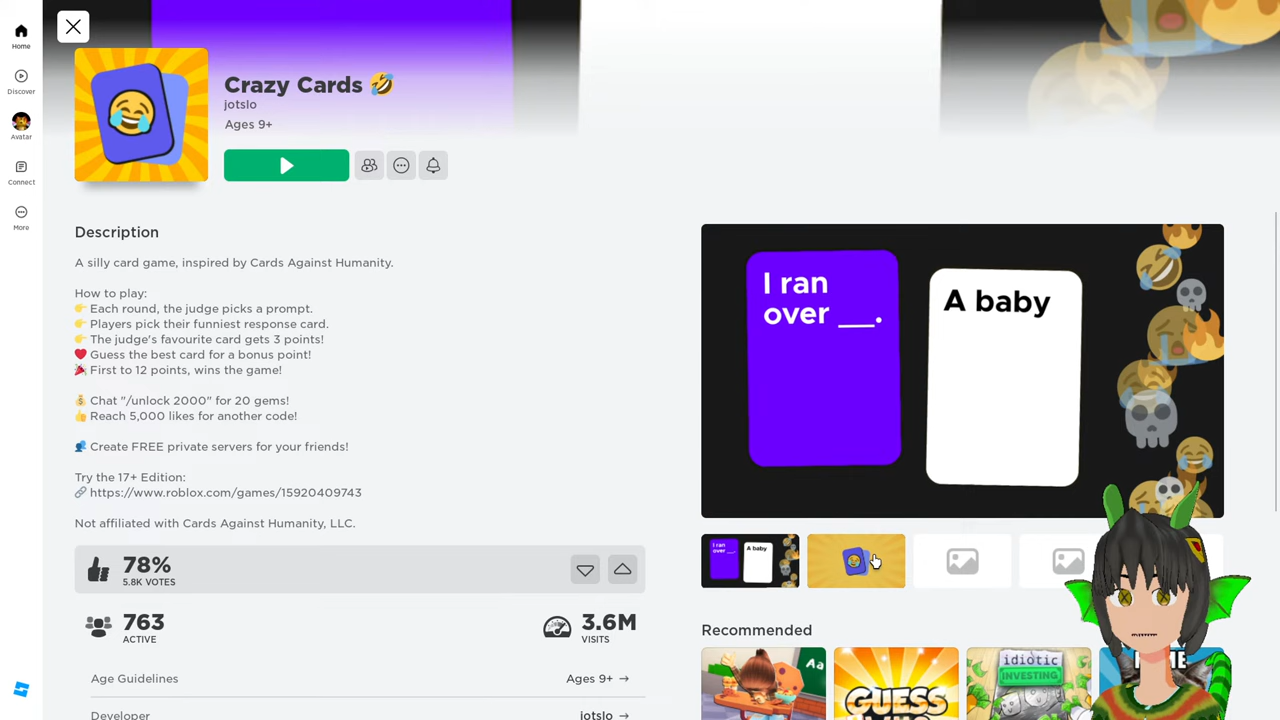 Home
Discover
Avatar
Connect
More
Crazy Cards 🤣
jotslo
Ages 9+
Description
A silly card game, inspired by Cards Against Humanity.
How to play:
👉 Each round, the judge picks a prompt.
👉 Players pick their funniest response card.
👉 The judge's favourite card gets 3 points!
❤️ Guess the best card for a bonus point!
🎉 First to 12 points, wins the game!
💰 Chat "/unlock 2000" for 20 gems!
👍 Reach 5,000 likes for another code!
👥 Create FREE private servers for your friends!
Try the 17+ Edition:
🔗 https://www.roblox.com/games/15920409743
Not affiliated with Cards Against Humanity, LLC.
78%
5.8K VOTES
763
ACTIVE
3.6M
VISITS
Age Guidelines
Ages 9+ →
Developer
jotslo →
I ran
over __.
A baby
I ran
over __.
A baby
Recommended
Aa
GUESS
idiotic
INVESTING